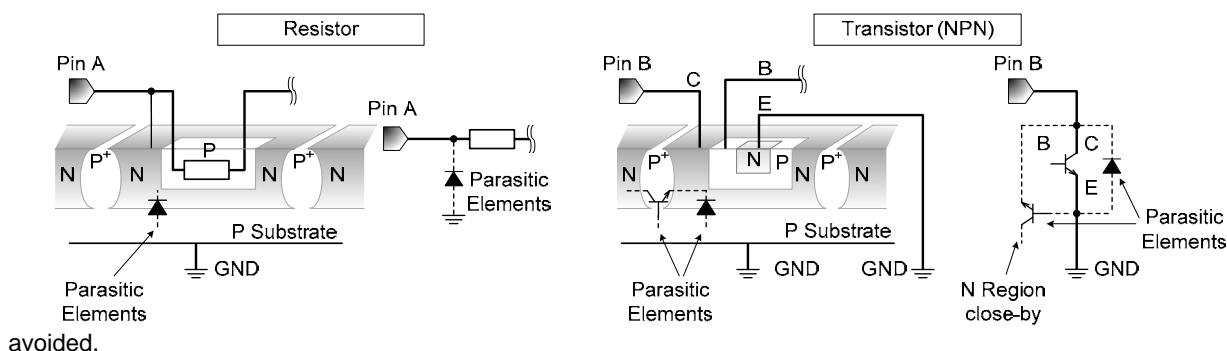 Resistor
Transistor (NPN)
Pin A
Pin A
N
P+
N
P
N
P+
N
Parasitic
Elements
P Substrate
GND
Parasitic
Elements
Pin B
C
B
E
N
P+
N
N
P
N
P+
N
P Substrate
GND
GND
Parasitic
Elements
Pin B
B
C
E
Parasitic
Elements
GND
N Region
close-by
avoided.